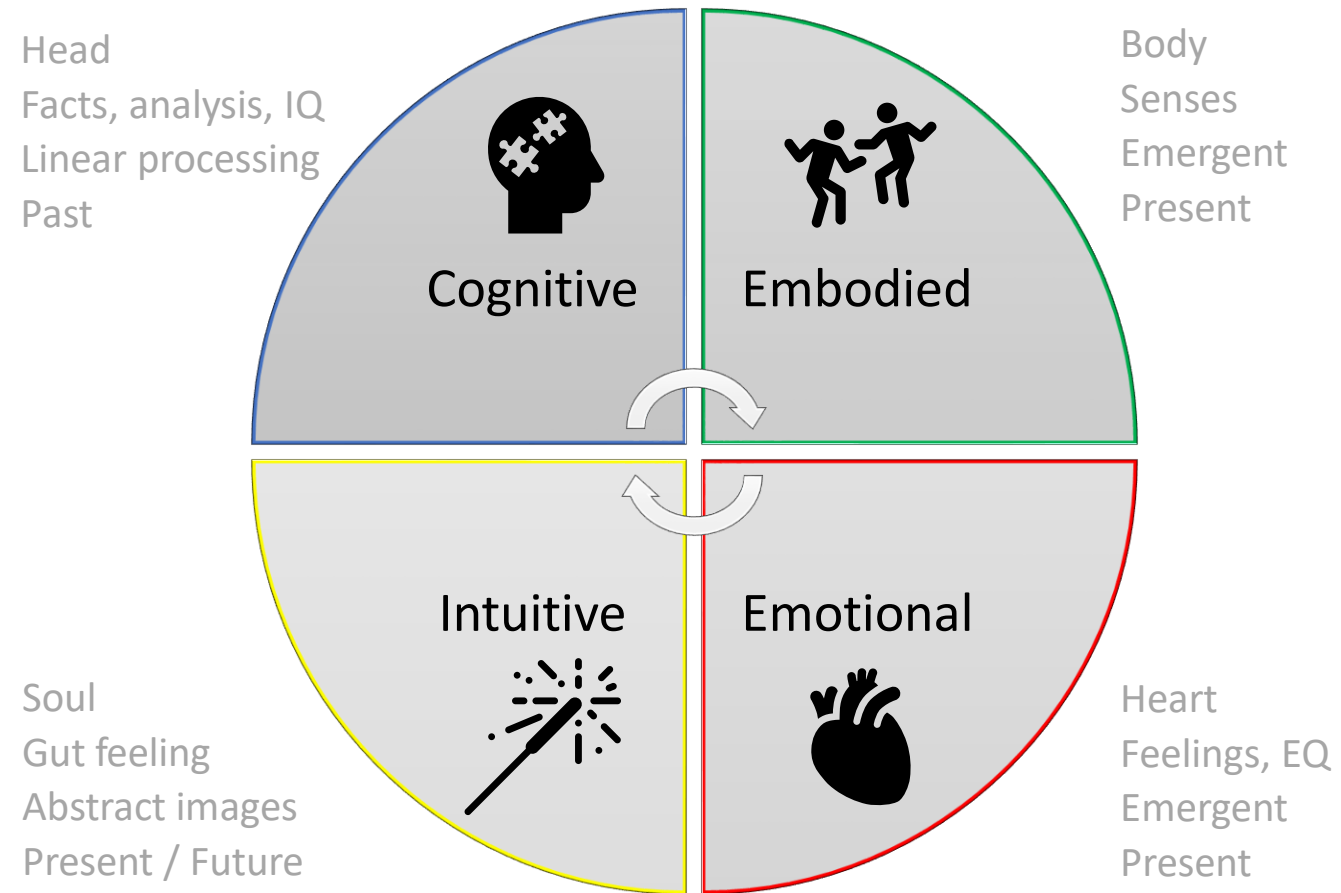 Head
Facts, analysis, IQ
Linear processing
Past
Body
Senses
Emergent
Present
Cognitive
Embodied
Intuitive
Emotional
Soul
Gut feeling
Abstract images
Present / Future
Heart
Feelings, EQ
Emergent
Present